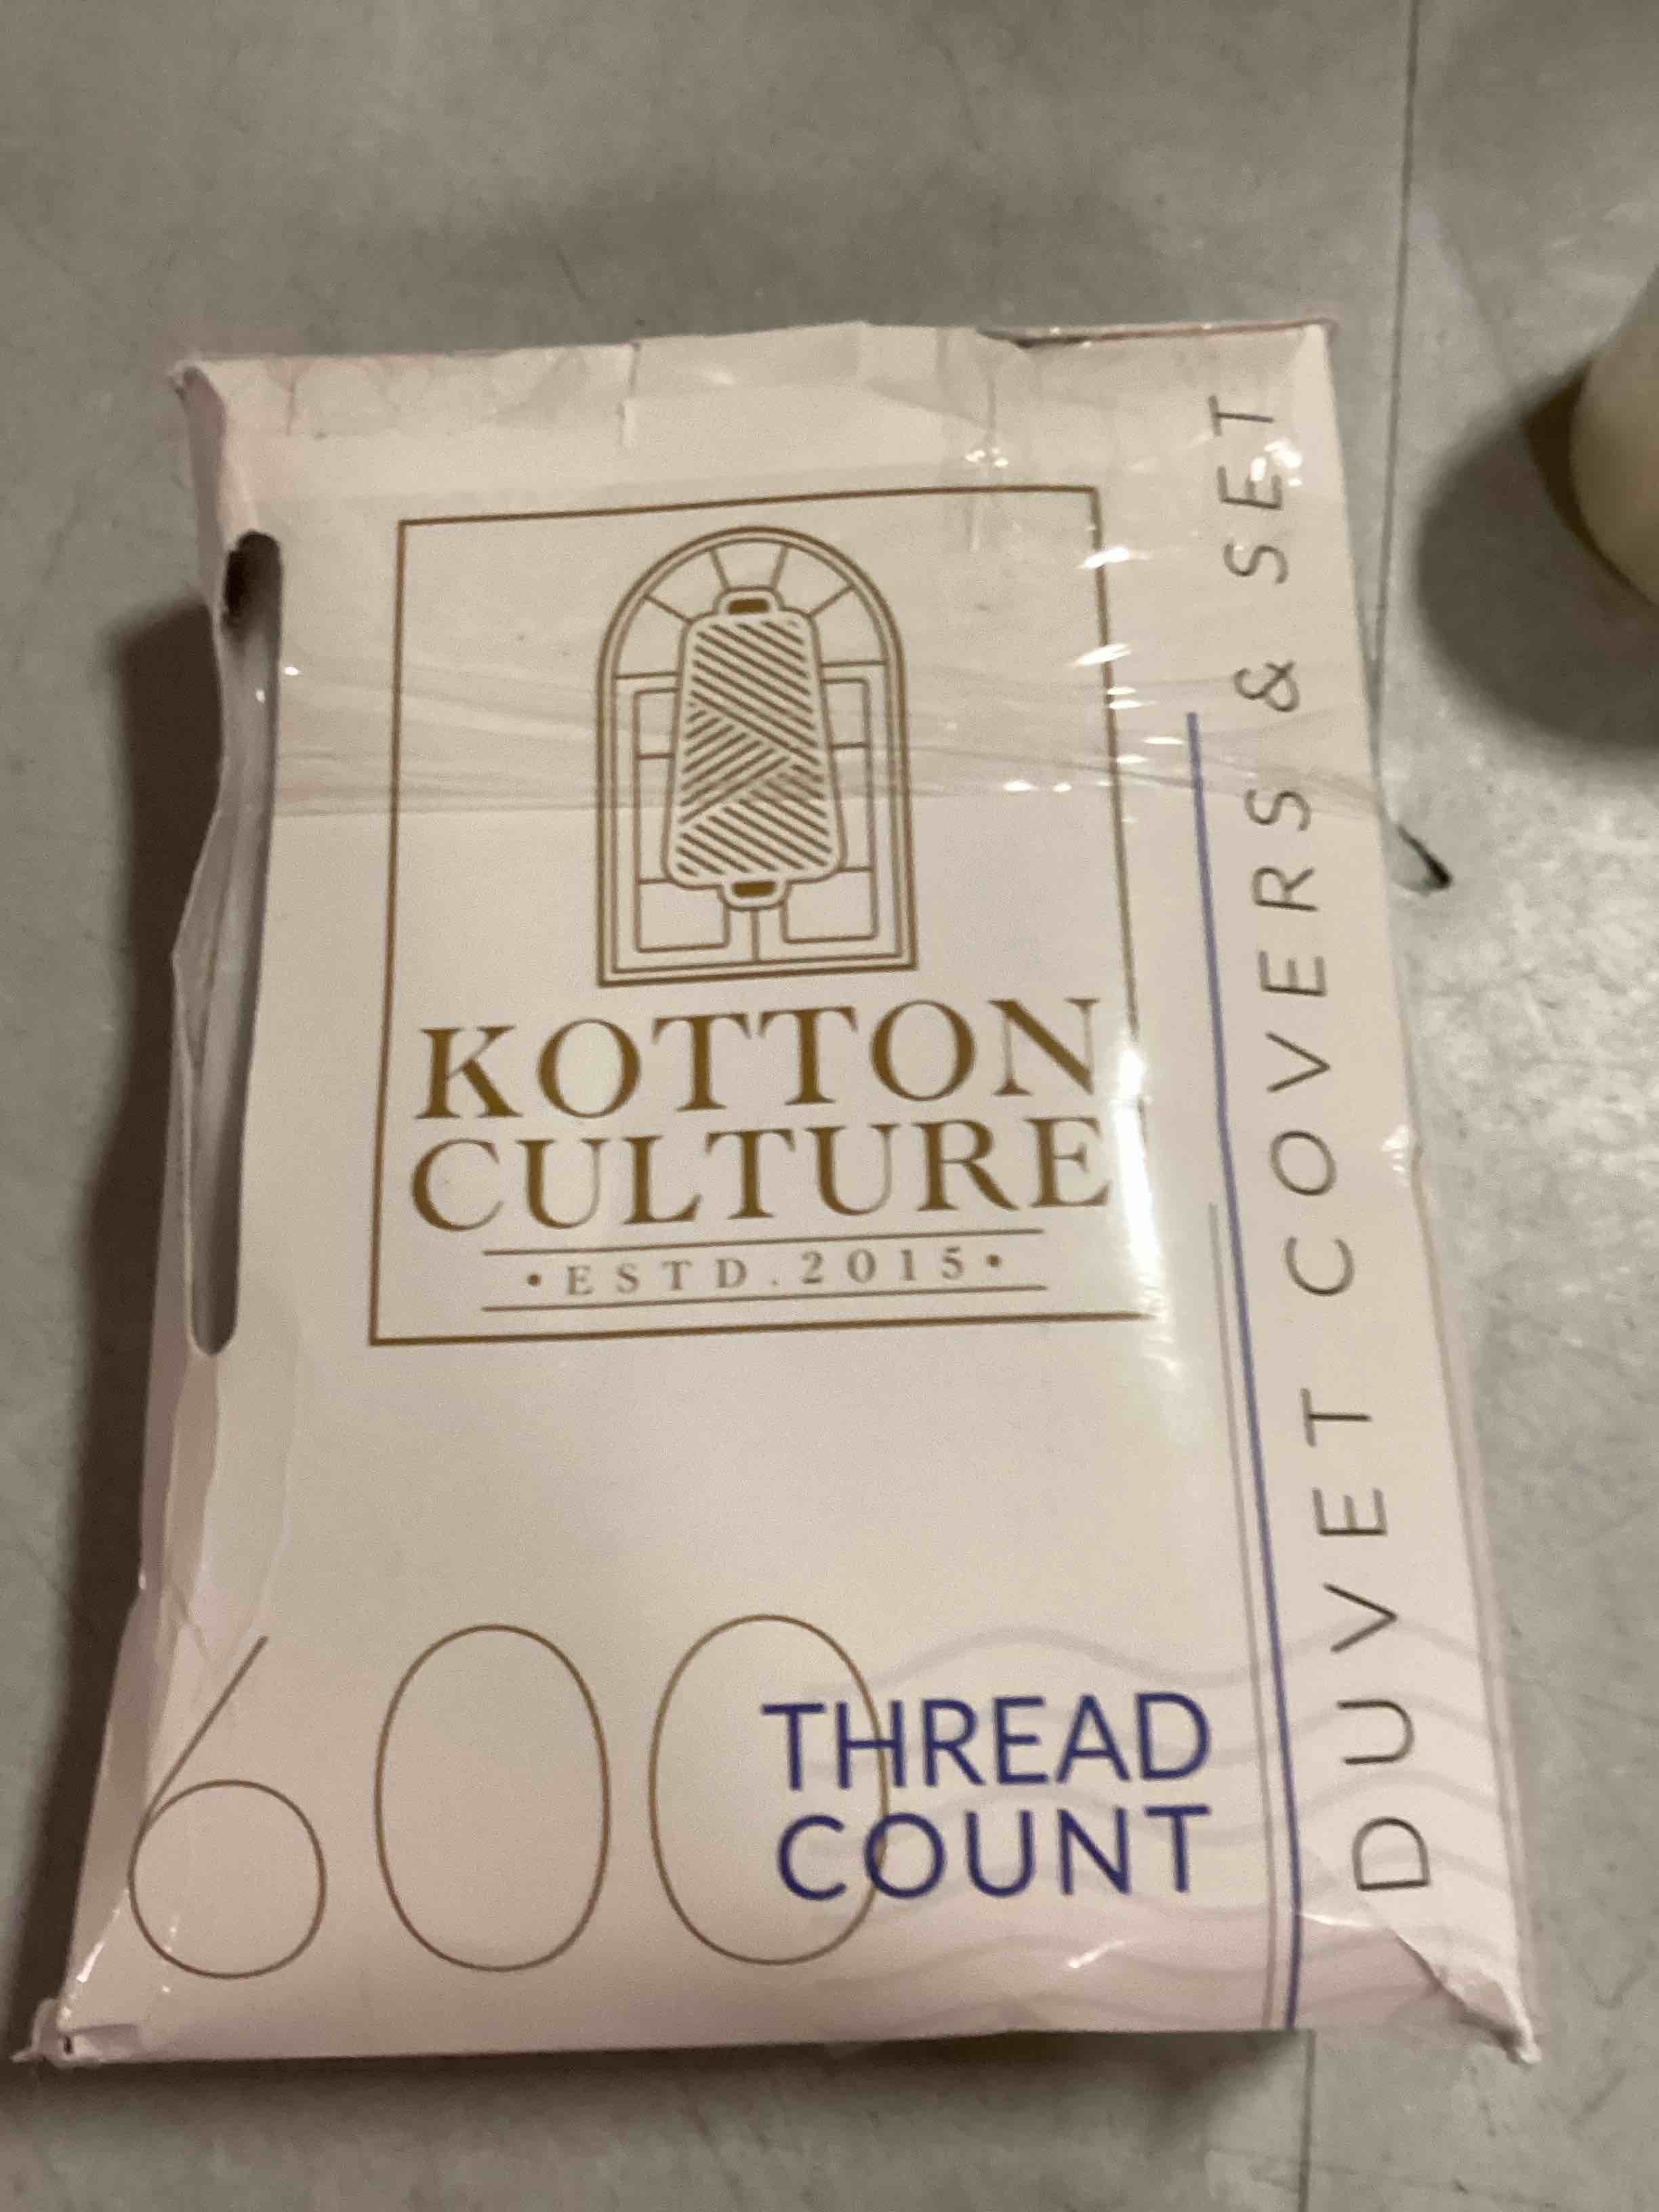 KOTTON
CULTURE
•ESTD.2015•
600
THREAD
COUNT
DUVET COVERS & SET